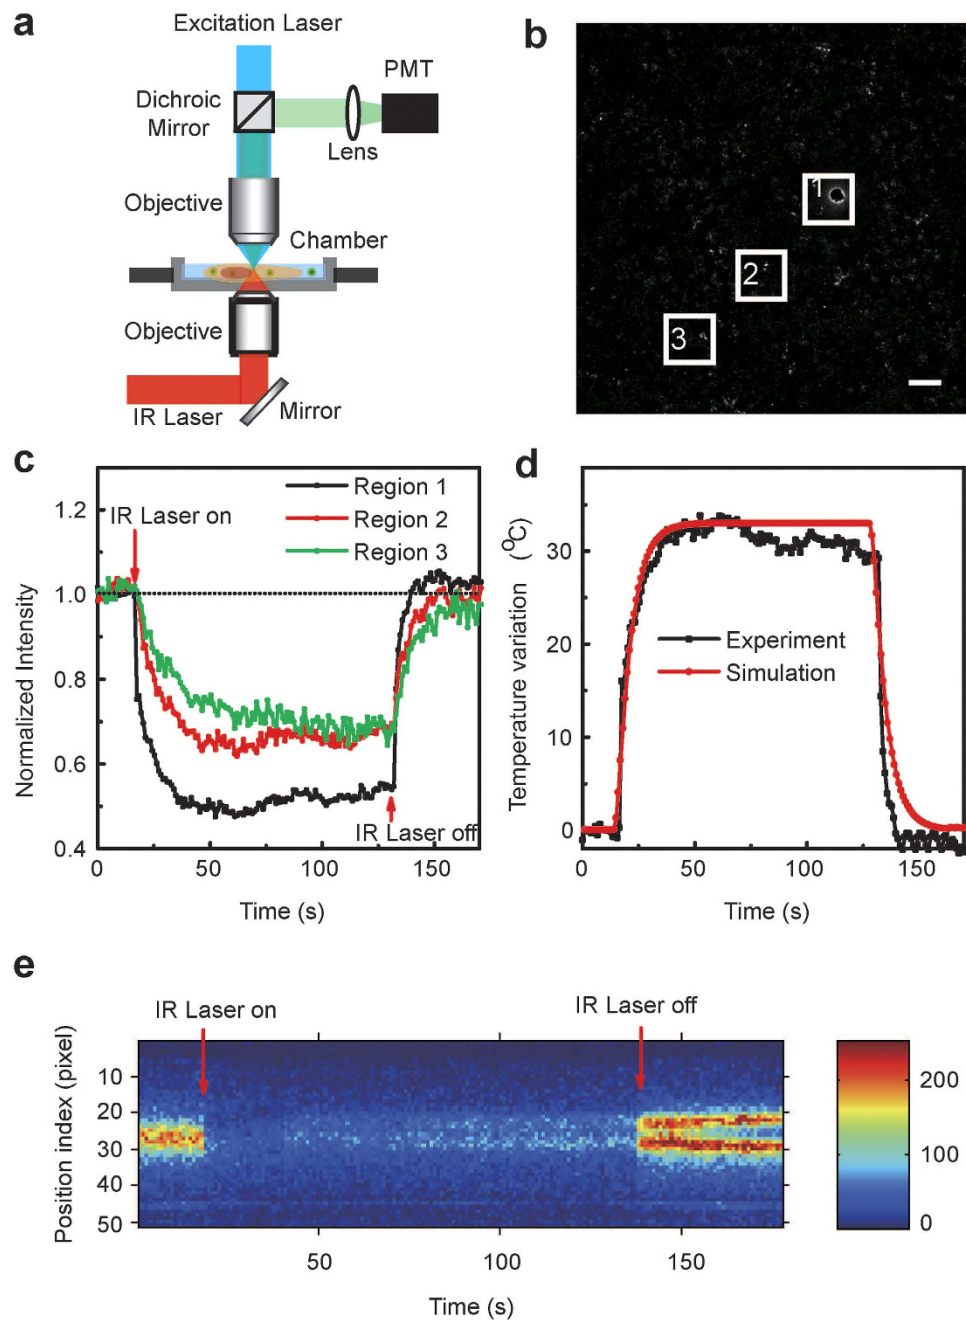 a
Excitation Laser
PMT
Dichroic
Mirror
Lens
Objective
Chamber
Objective
IR Laser
Mirror
b
1
2
3
c
Normalized Intensity
1.2
1.0
0.8
0.6
0.4
IR Laser on
Region 1
Region 2
Region 3
IR Laser off
0
50
100
150
Time (s)
d
Temperature variation (°C)
30
20
10
0
Experiment
Simulation
0
50
100
150
Time (s)
e
IR Laser on
IR Laser off
Position index (pixel)
10
20
30
40
50
50
100
150
Time (s)
200
100
0